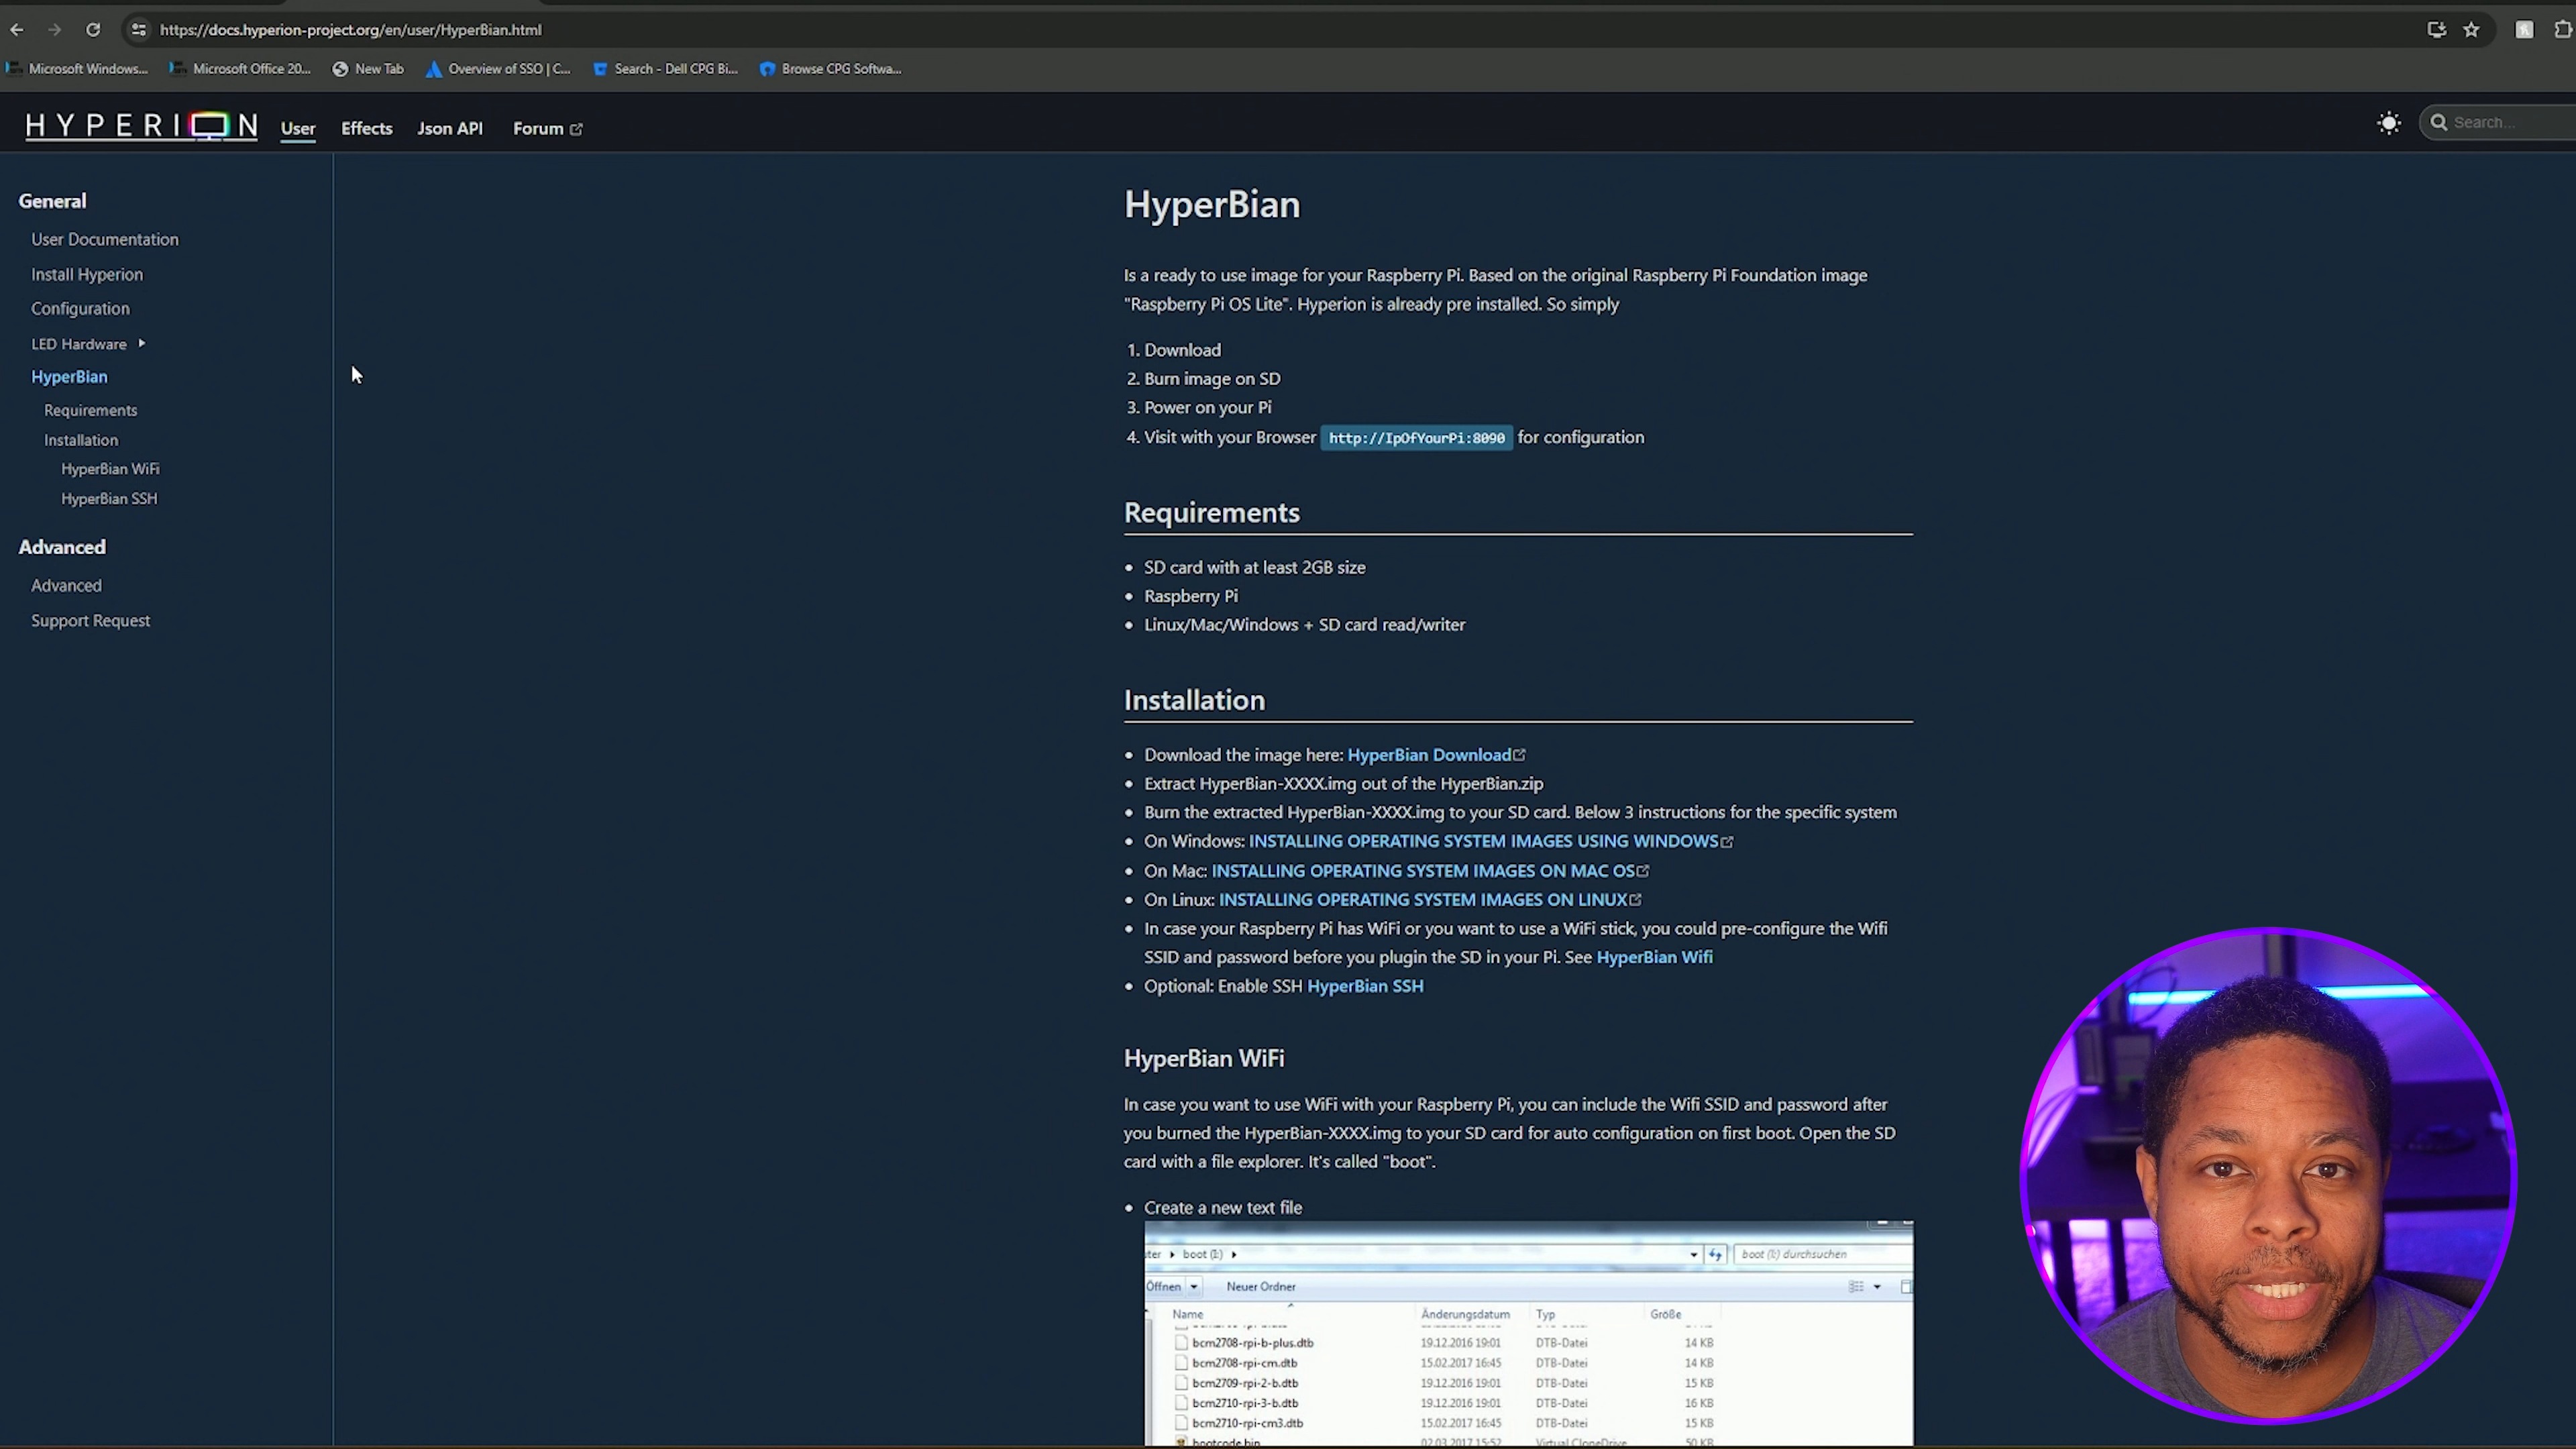 https://docs.hyperion-project.org/en/user/HyperBian.html
Microsoft Windows... Microsoft Office 20... New Tab Overview of SSO | C... Search - Dell CPG Bi... Browse CPG Softwa...
HYPERION User Effects Json API Forum Search...
General
User Documentation
Install Hyperion
Configuration
LED Hardware
HyperBian
Requirements
Installation
HyperBian WiFi
HyperBian SSH
Advanced
Advanced
Support Request
HyperBian
Is a ready to use image for your Raspberry Pi. Based on the original Raspberry Pi Foundation image
"Raspberry Pi OS Lite". Hyperion is already pre installed. So simply
1. Download
2. Burn image on SD
3. Power on your Pi
4. Visit with your Browser http://IpOfYourPi:8090 for configuration
Requirements
• SD card with at least 2GB size
• Raspberry Pi
• Linux/Mac/Windows + SD card read/writer
Installation
• Download the image here: HyperBian Download
• Extract HyperBian-XXXX.img out of the HyperBian.zip
• Burn the extracted HyperBian-XXXX.img to your SD card. Below 3 instructions for the specific system
• On Windows: INSTALLING OPERATING SYSTEM IMAGES USING WINDOWS
• On Mac: INSTALLING OPERATING SYSTEM IMAGES ON MAC OS
• On Linux: INSTALLING OPERATING SYSTEM IMAGES ON LINUX
• In case your Raspberry Pi has WiFi or you want to use a WiFi stick, you could pre-configure the Wifi
SSID and password before you plugin the SD in your Pi. See HyperBian Wifi
• Optional: Enable SSH HyperBian SSH
HyperBian WiFi
In case you want to use WiFi with your Raspberry Pi, you can include the Wifi SSID and password after
you burned the HyperBian-XXXX.img to your SD card for auto configuration on first boot. Open the SD
card with a file explorer. It's called "boot".
• Create a new text file
ter boot (I:) boot (I:) durchsuchen
Öffnen Neuer Ordner
Name Änderungsdatum Typ Größe
bcm2708-rpi-b-plus.dtb 19.12.2016 19:01 DTB-Datei 14 KB
bcm2708-rpi-cm.dtb 15.02.2017 16:45 DTB-Datei 14 KB
bcm2709-rpi-2-b.dtb 19.12.2016 19:01 DTB-Datei 15 KB
bcm2710-rpi-3-b.dtb 19.12.2016 19:01 DTB-Datei 16 KB
bcm2710-rpi-cm3.dtb 15.02.2017 16:45 DTB-Datei 15 KB
bootcode.bin 02.03.2017 15:52 Virtual CloneDrive 50 KB